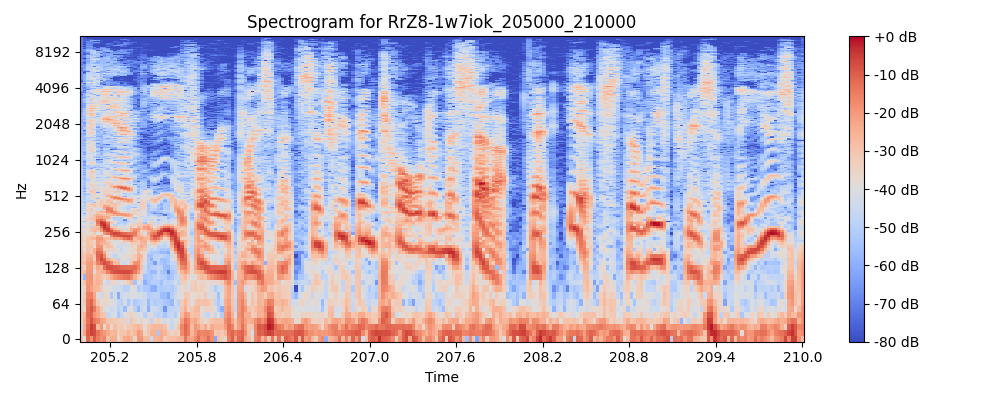 Spectrogram for RrZ8-1w7iok_205000_210000
Hz
8192
4096
2048
1024
512
256
128
64
0
205.2 205.8 206.4 207.0 207.6 208.2 208.8 209.4 210.0
Time
+0 dB
-10 dB
-20 dB
-30 dB
-40 dB
-50 dB
-60 dB
-70 dB
-80 dB